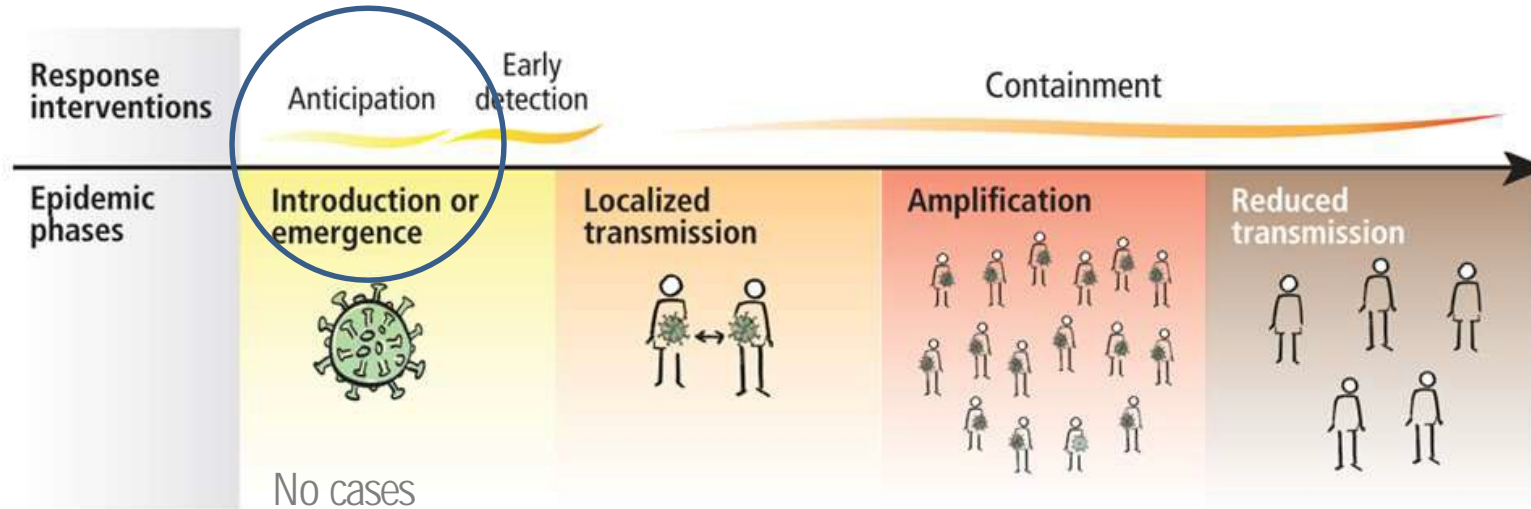 Response
interventions
Anticipation
Early
detection
Containment
Epidemic
phases
Introduction or
emergence
Localized
transmission
Amplification
Reduced
transmission
No cases